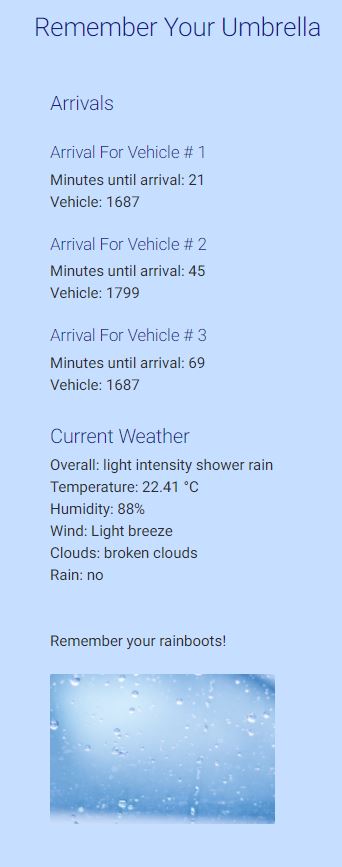 Remember Your Umbrella
Arrivals
Arrival For Vehicle # 1
Minutes until arrival: 21
Vehicle: 1687
Arrival For Vehicle # 2
Minutes until arrival: 45
Vehicle: 1799
Arrival For Vehicle # 3
Minutes until arrival: 69
Vehicle: 1687
Current Weather
Overall: light intensity shower rain
Temperature: 22.41 °C
Humidity: 88%
Wind: Light breeze
Clouds: broken clouds
Rain: no
Remember your rainboots!